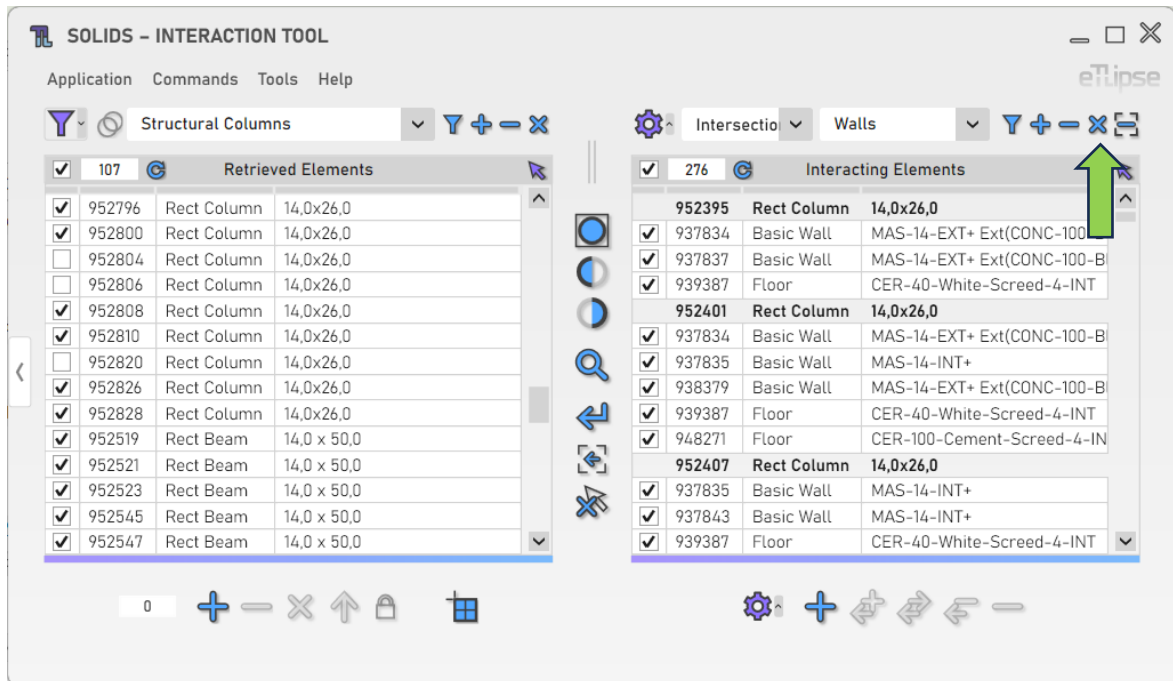 SOLIDS – INTERACTION TOOL
Application Commands Tools Help
eTLipse
Structural Columns
Intersectio Walls
107 Retrieved Elements
276 Interacting Elements
952796 Rect Column 14,0x26,0
952800 Rect Column 14,0x26,0
952804 Rect Column 14,0x26,0
952806 Rect Column 14,0x26,0
952808 Rect Column 14,0x26,0
952810 Rect Column 14,0x26,0
952820 Rect Column 14,0x26,0
952826 Rect Column 14,0x26,0
952828 Rect Column 14,0x26,0
952519 Rect Beam 14,0 x 50,0
952521 Rect Beam 14,0 x 50,0
952523 Rect Beam 14,0 x 50,0
952545 Rect Beam 14,0 x 50,0
952547 Rect Beam 14,0 x 50,0
952395 Rect Column 14,0x26,0
937834 Basic Wall MAS-14-EXT+ Ext(CONC-100-
937837 Basic Wall MAS-14-EXT+ Ext(CONC-100-Bl
939387 Floor CER-40-White-Screed-4-INT
952401 Rect Column 14,0x26,0
937834 Basic Wall MAS-14-EXT+ Ext(CONC-100-Bl
937835 Basic Wall MAS-14-INT+
938379 Basic Wall MAS-14-EXT+ Ext(CONC-100-B
939387 Floor CER-40-White-Screed-4-INT
948271 Floor CER-100-Cement-Screed-4-IN
952407 Rect Column 14,0x26,0
937835 Basic Wall MAS-14-INT+
937843 Basic Wall MAS-14-INT+
939387 Floor CER-40-White-Screed-4-INT
0